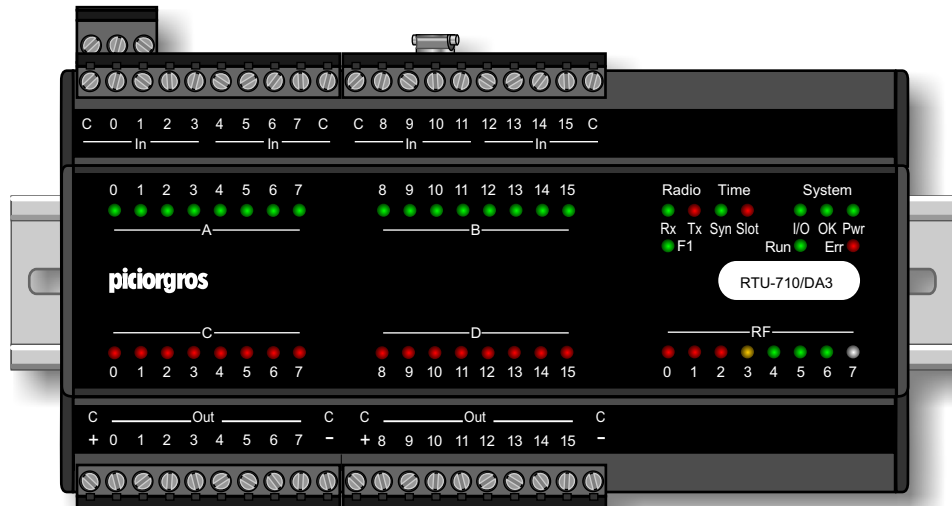 C 0 1 2 3 4 5 6 7 C C 8 9 10 11 12 13 14 15 C
In In In In
0 1 2 3 4 5 6 7 8 9 10 11 12 13 14 15 Radio Time System
A B Rx Tx Syn Slot I/O OK Pwr
F1 Run Err
piciorgros RTU-710/DA3
C D RF
0 1 2 3 4 5 6 7 8 9 10 11 12 13 14 15 0 1 2 3 4 5 6 7
C Out C C Out C
+ 0 1 2 3 4 5 6 7 - + 8 9 10 11 12 13 14 15 -